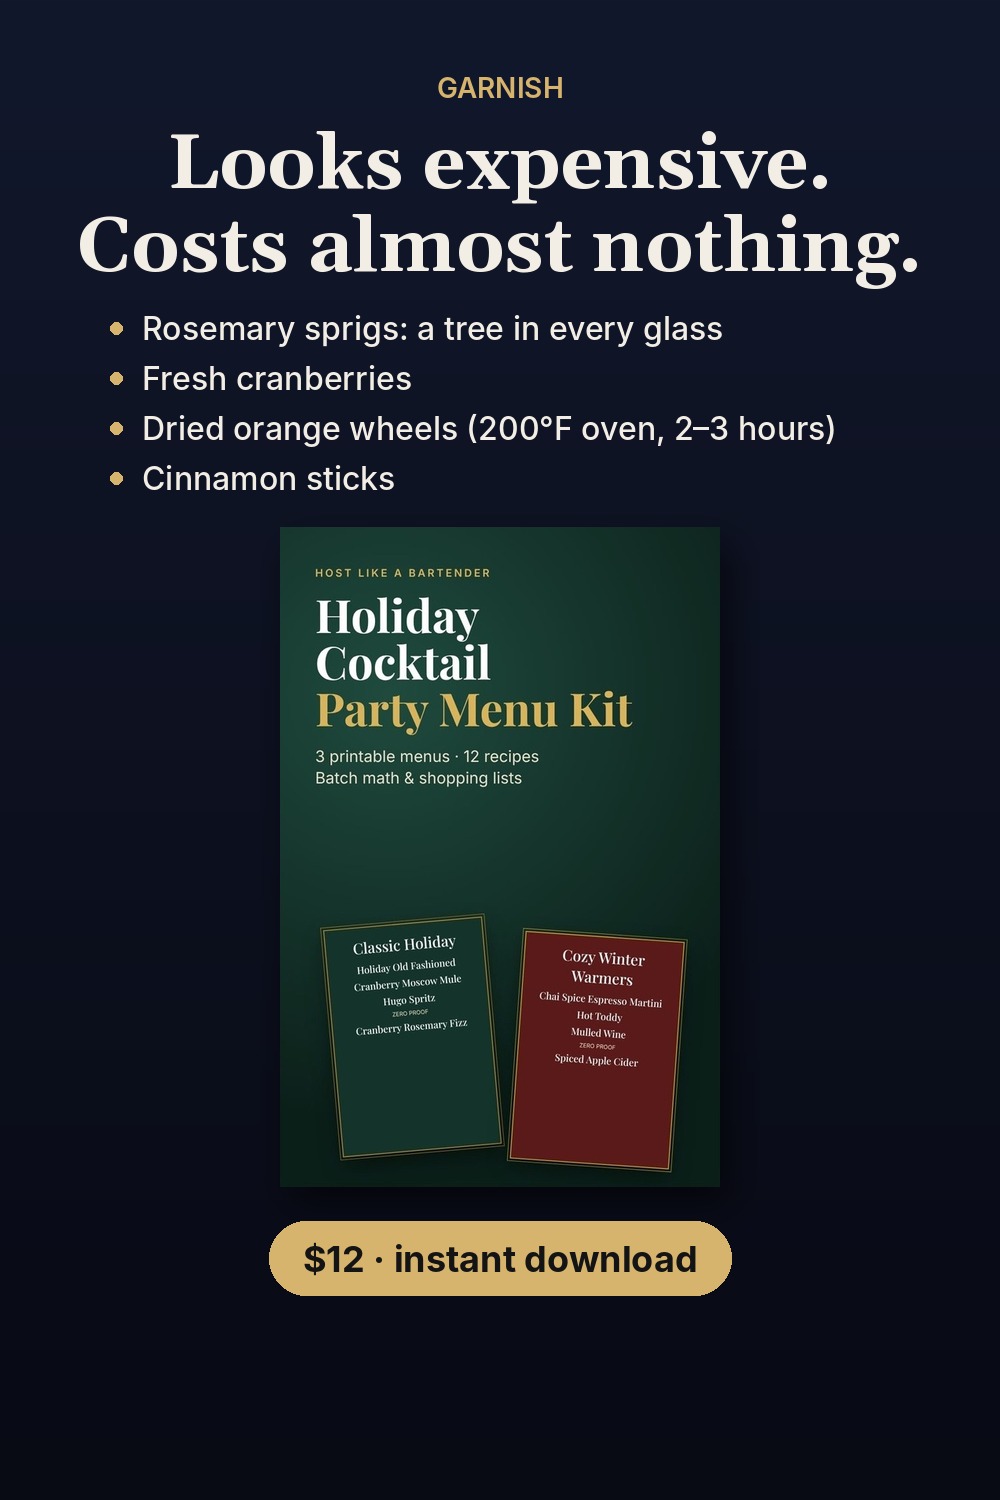 GARNISH
Looks expensive.
Costs almost nothing.
Rosemary sprigs: a tree in every glass
Fresh cranberries
Dried orange wheels (200°F oven, 2–3 hours)
Cinnamon sticks
HOST LIKE A BARTENDER
Holiday
Cocktail
Party Menu Kit
3 printable menus · 12 recipes
Batch math & shopping lists
Classic Holiday
Holiday Old Fashioned
Cranberry Moscow Mule
Hugo Spritz
ZERO PROOF
Cranberry Rosemary Fizz
Cozy Winter
Warmers
Chai Spice Espresso Martini
Hot Toddy
Mulled Wine
ZERO PROOF
Spiced Apple Cider
$12 · instant download